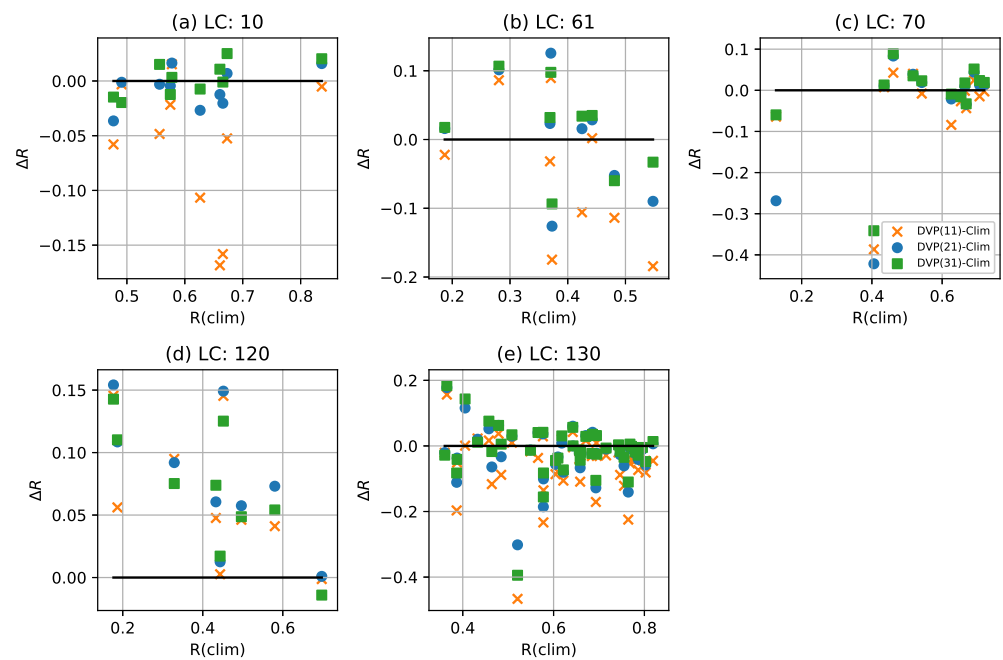 (a) LC: 10
(b) LC: 61
(c) LC: 70
0.00
−0.05
−0.10
−0.15
ΔR
0.5 0.6 0.7 0.8
R(clim)
0.1
0.0
−0.1
−0.2
ΔR
0.2 0.3 0.4 0.5
R(clim)
0.1
0.0
−0.1
−0.2
−0.3
−0.4
ΔR
0.2 0.4 0.6
R(clim)
DVP(11)-Clim
DVP(21)-Clim
DVP(31)-Clim
(d) LC: 120
(e) LC: 130
0.15
0.10
0.05
0.00
ΔR
0.2 0.4 0.6
R(clim)
0.2
0.0
−0.2
−0.4
ΔR
0.4 0.6 0.8
R(clim)